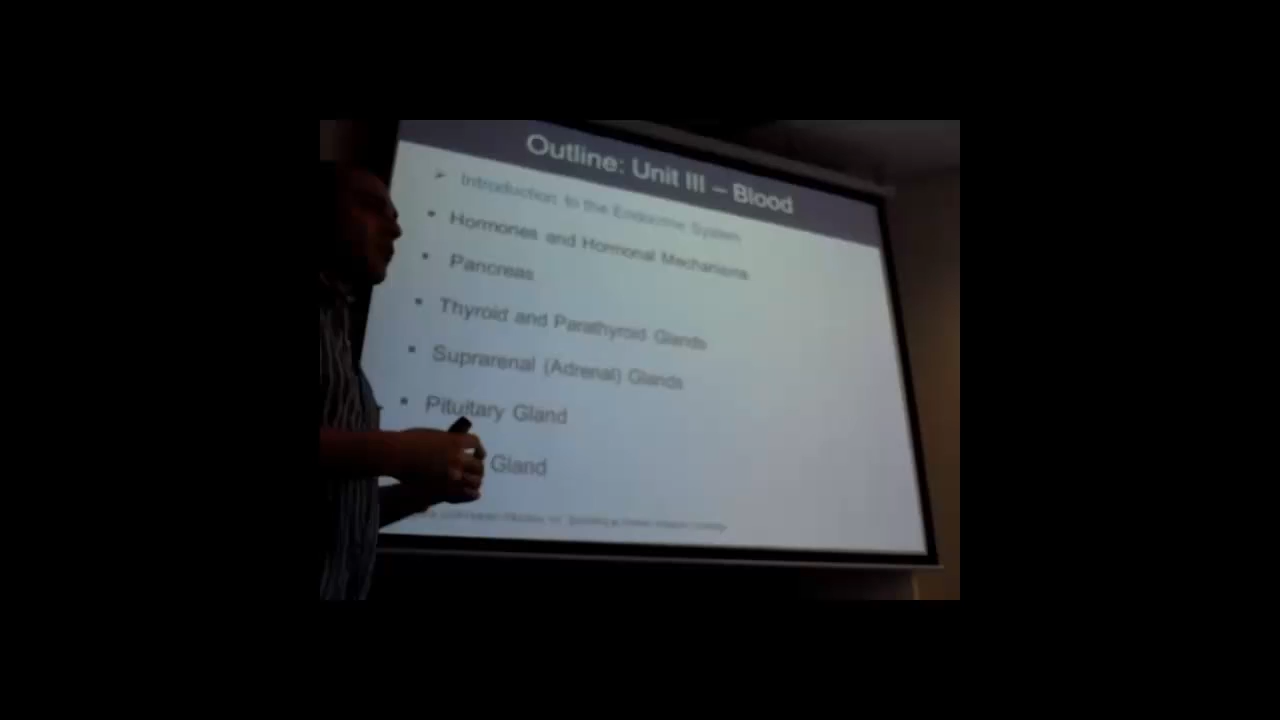 Outline: Unit III – Blood
➢ Introduction to the Endocrine System
▪ Hormones and Hormonal Mechanisms
▪ Pancreas
▪ Thyroid and Parathyroid Glands
▪ Suprarenal (Adrenal) Glands
▪ Pituitary Gland
Gland